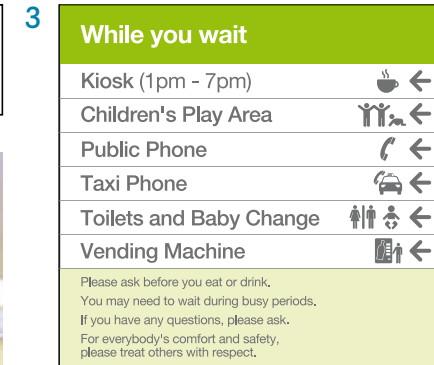 3
While you wait
Kiosk (1pm - 7pm)
Children's Play Area
Public Phone
Taxi Phone
Toilets and Baby Change
Vending Machine
Please ask before you eat or drink.
You may need to wait during busy periods.
If you have any questions, please ask.
For everybody's comfort and safety,
please treat others with respect.